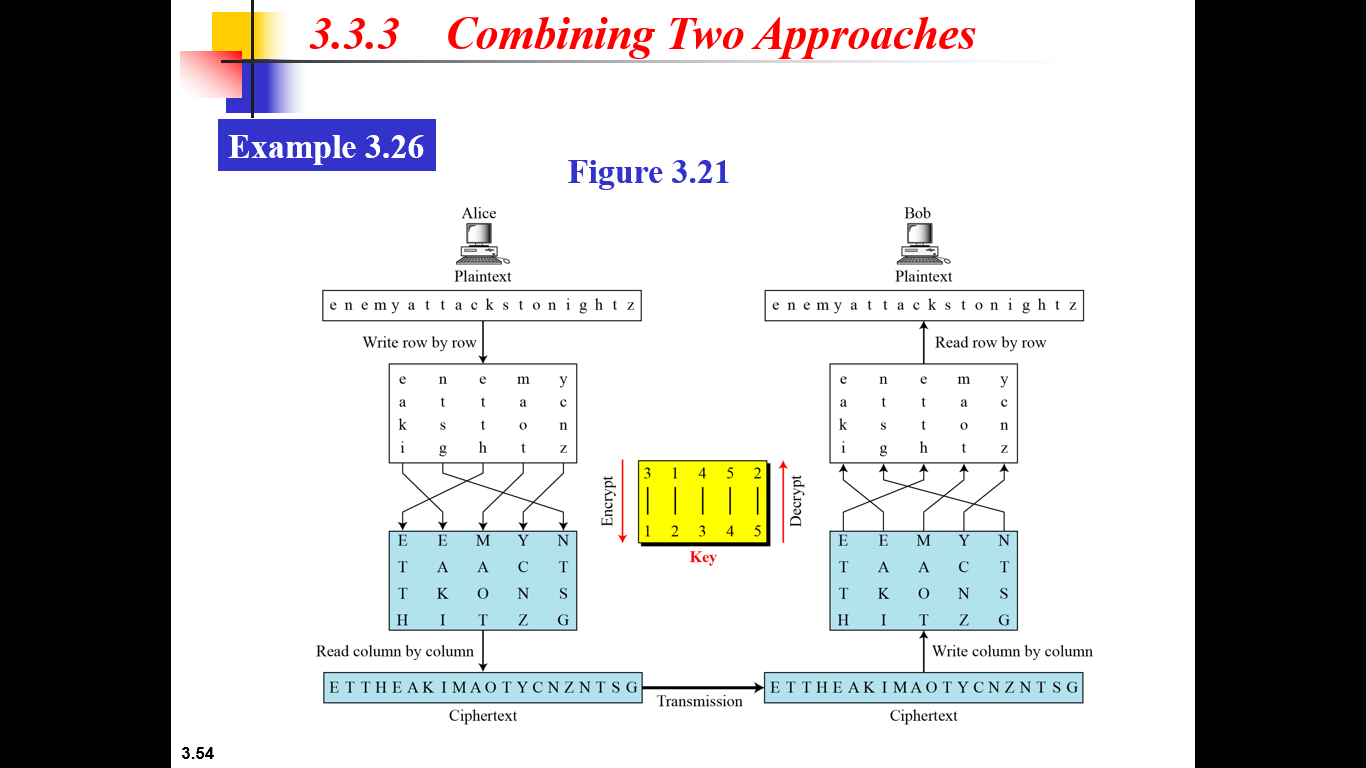 3.3.3 Combining Two Approaches
Example 3.26
Figure 3.21
Alice
Plaintext
e n e m y a t t a c k s t o n i g h t z
Write row by row
e n e m y
a t t a c
k s t o n
i g h t z
E E M Y N
T A A C T
T K O N S
H I T Z G
Read column by column
E T T H E A K I M A O T Y C N Z N T S G
Ciphertext
Encrypt
3 1 4 5 2
1 2 3 4 5
Key
Decrypt
Transmission
Bob
Plaintext
e n e m y a t t a c k s t o n i g h t z
Read row by row
e n e m y
a t t a c
k s t o n
i g h t z
E E M Y N
T A A C T
T K O N S
H I T Z G
Write column by column
E T T H E A K I M A O T Y C N Z N T S G
Ciphertext
3.54